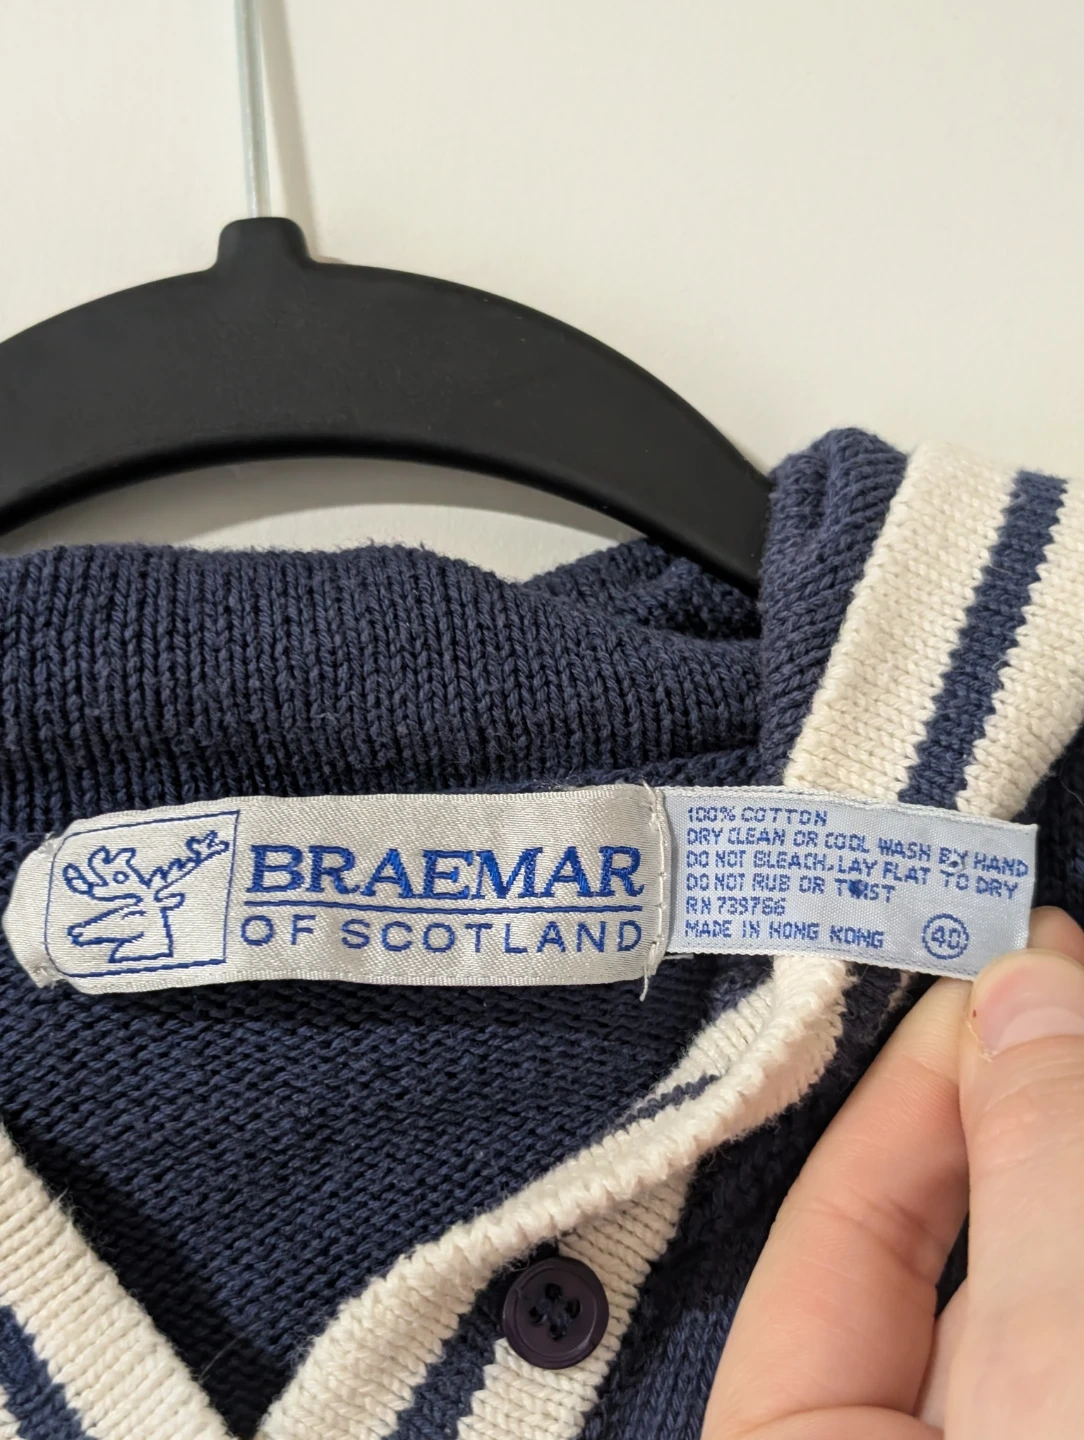 BRAEMAR
OF SCOTLAND
100% COTTON
DRY CLEAN OR COOL WASH BY HAND
DO NOT BLEACH, LAY FLAT TO DRY
DO NOT RUB OR TWIST
RN 739766
MADE IN HONG KONG
40